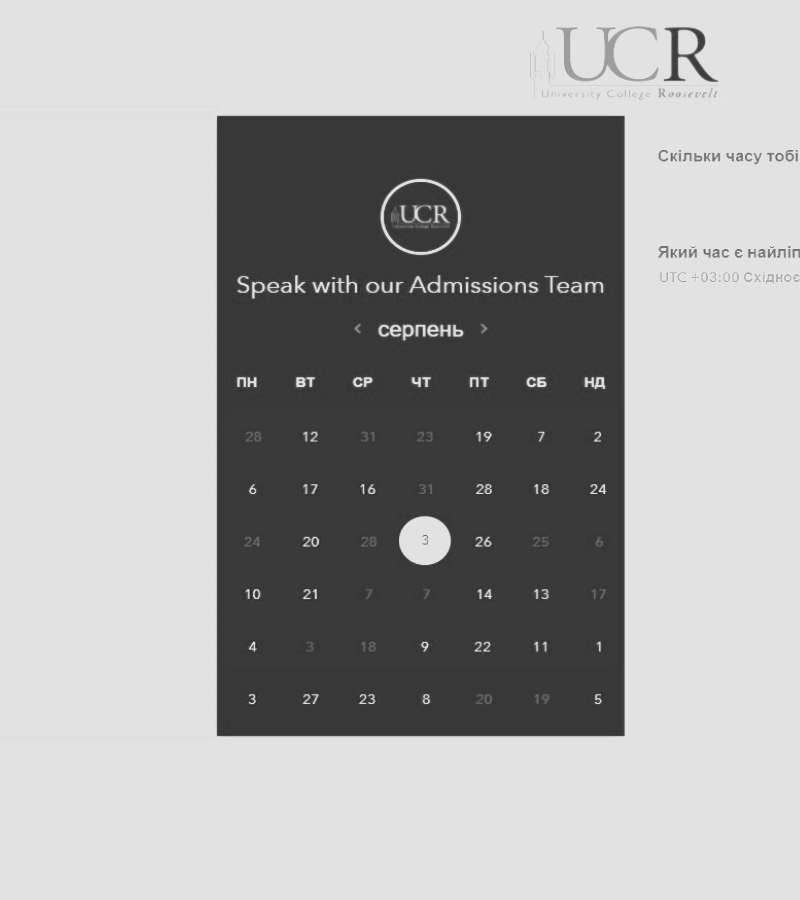 UCR
University College Roosevelt
UCR
Speak with our Admissions Team
< серпень >
ПН ВТ СР ЧТ ПТ СБ НД
28 12 31 23 19 7 2
6 17 16 31 28 18 24
24 20 28 3 26 25 6
10 21 7 7 14 13 17
4 3 18 9 22 11 1
3 27 23 8 20 19 5
Скільки часу тобі
Який час є найліп
UTC +03:00 Східноє